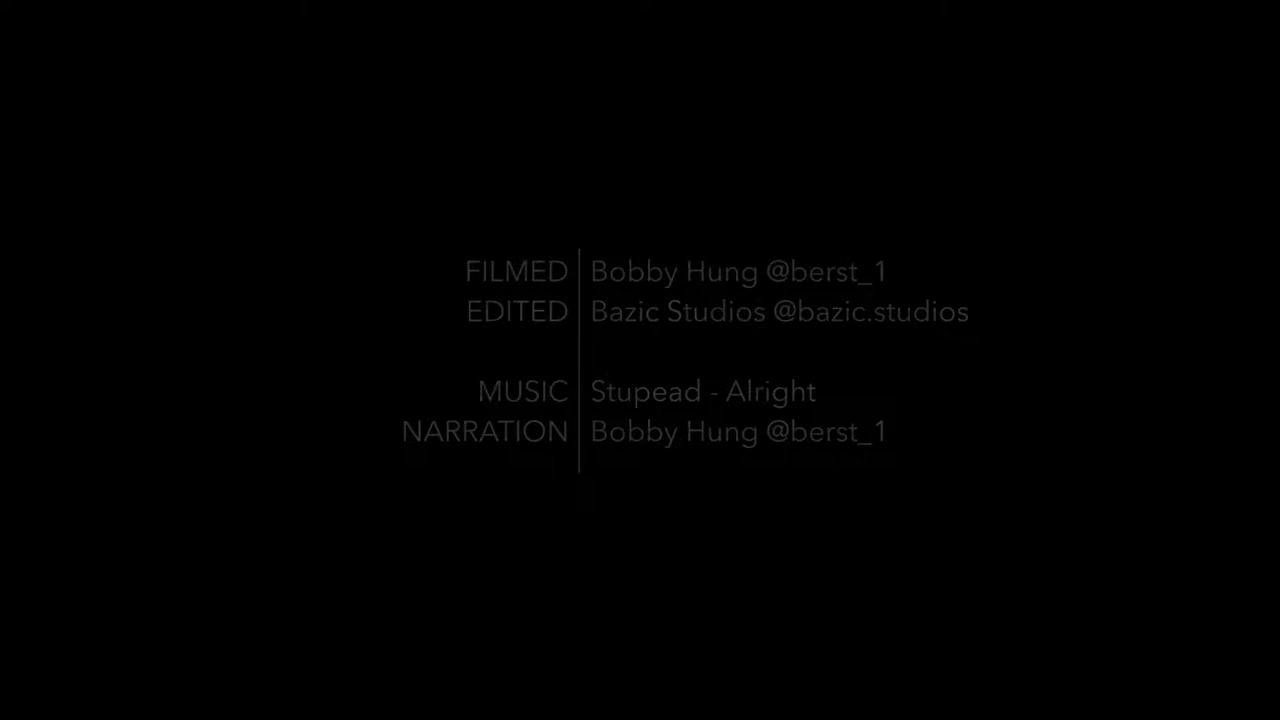 FILMED Bobby Hung @berst_1
EDITED Bazic Studios @bazic.studios
MUSIC Stupead - Alright
NARRATION Bobby Hung @berst_1